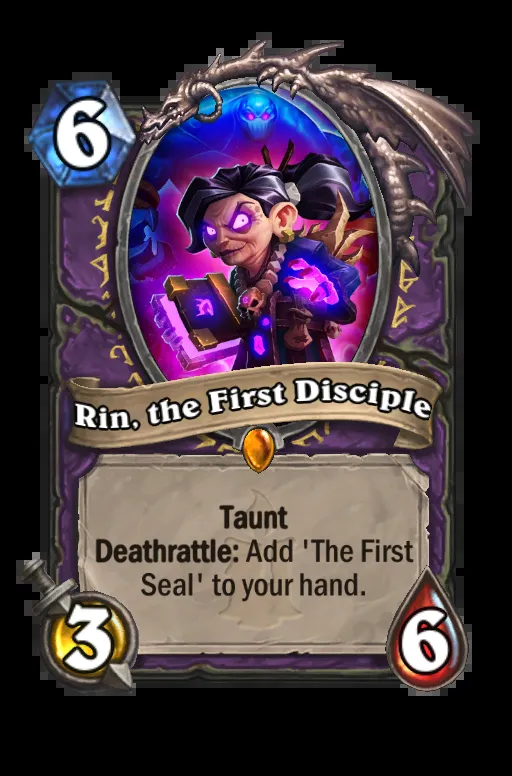 6
Rin, the First Disciple
Taunt
Deathrattle: Add 'The First
Seal' to your hand.
3
6